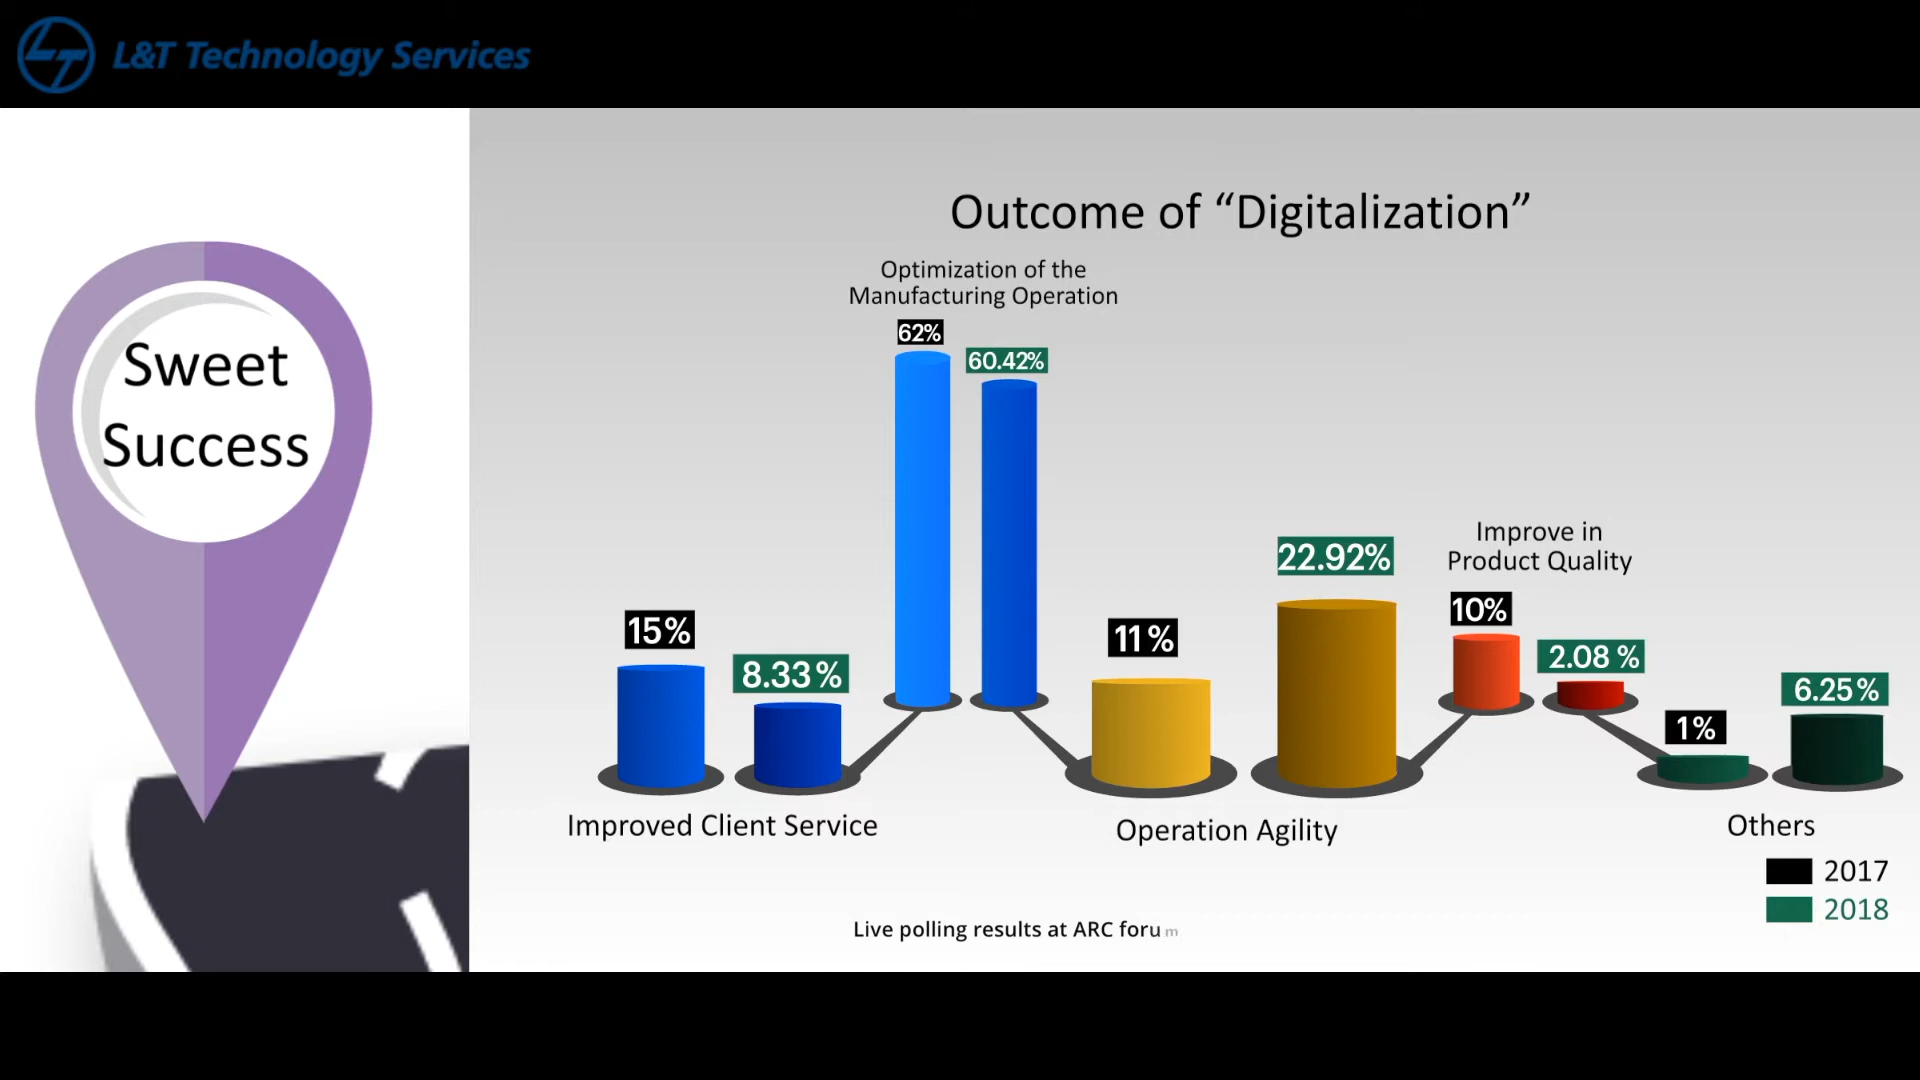 L&T Technology Services
Sweet
Success
Outcome of “Digitalization”
Optimization of the
Manufacturing Operation
62%
60.42%
Improve in
Product Quality
22.92%
10%
15%
11%
2.08 %
8.33%
6.25%
1%
Improved Client Service
Operation Agility
Others
2017
2018
Live polling results at ARC forum